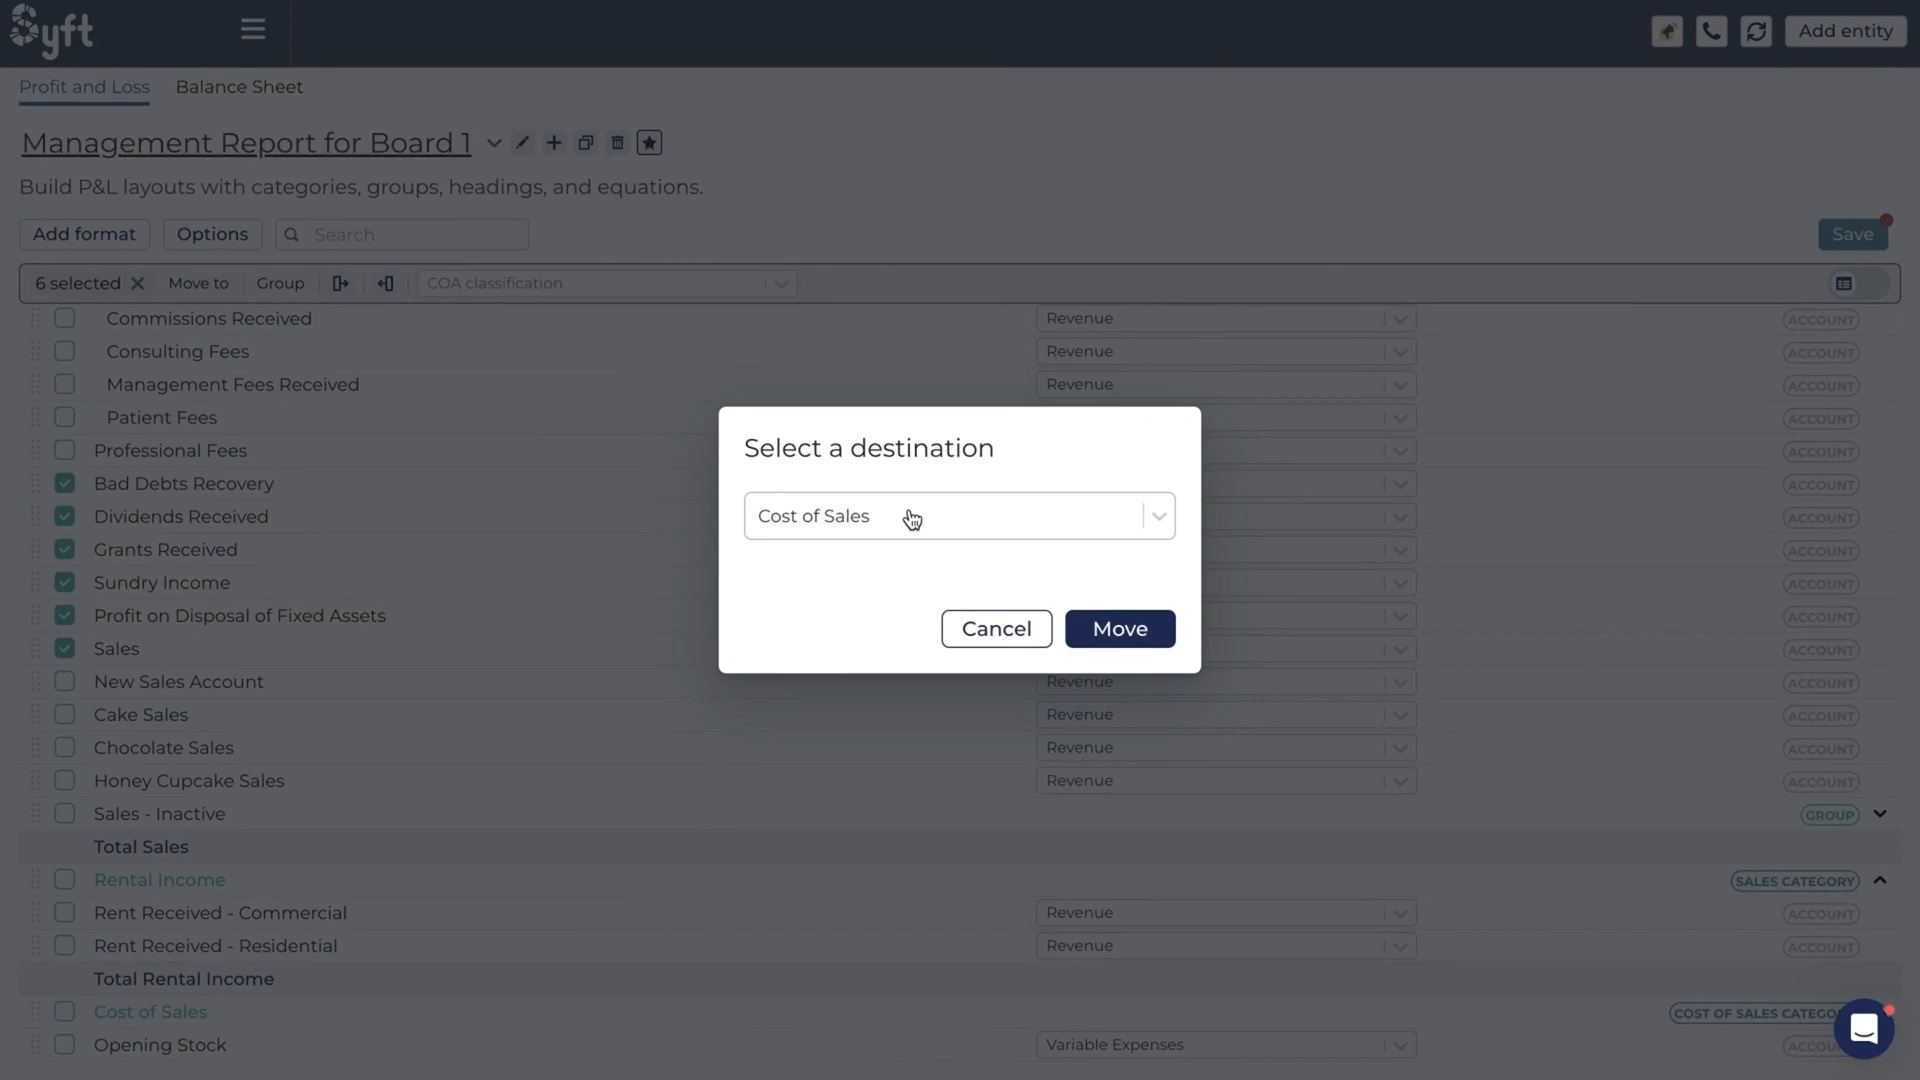 Syft
Add entity
Profit and Loss
Balance Sheet
Management Report for Board 1
Build P&L layouts with categories, groups, headings, and equations.
Add format
Options
Search
Save
6 selected
Move to
Group
COA classification
Commissions Received
Revenue
ACCOUNT
Consulting Fees
Revenue
ACCOUNT
Management Fees Received
Revenue
ACCOUNT
Patient Fees
ACCOUNT
Professional Fees
ACCOUNT
Bad Debts Recovery
ACCOUNT
Dividends Received
ACCOUNT
Grants Received
ACCOUNT
Sundry Income
ACCOUNT
Profit on Disposal of Fixed Assets
ACCOUNT
Sales
ACCOUNT
Select a destination
Cost of Sales
Cancel
Move
New Sales Account
Revenue
ACCOUNT
Cake Sales
Revenue
ACCOUNT
Chocolate Sales
Revenue
ACCOUNT
Honey Cupcake Sales
Revenue
ACCOUNT
Sales - Inactive
GROUP
Total Sales
Rental Income
SALES CATEGORY
Rent Received - Commercial
Revenue
ACCOUNT
Rent Received - Residential
Revenue
ACCOUNT
Total Rental Income
Cost of Sales
COST OF SALES CATEGO
Opening Stock
Variable Expenses
ACCOU